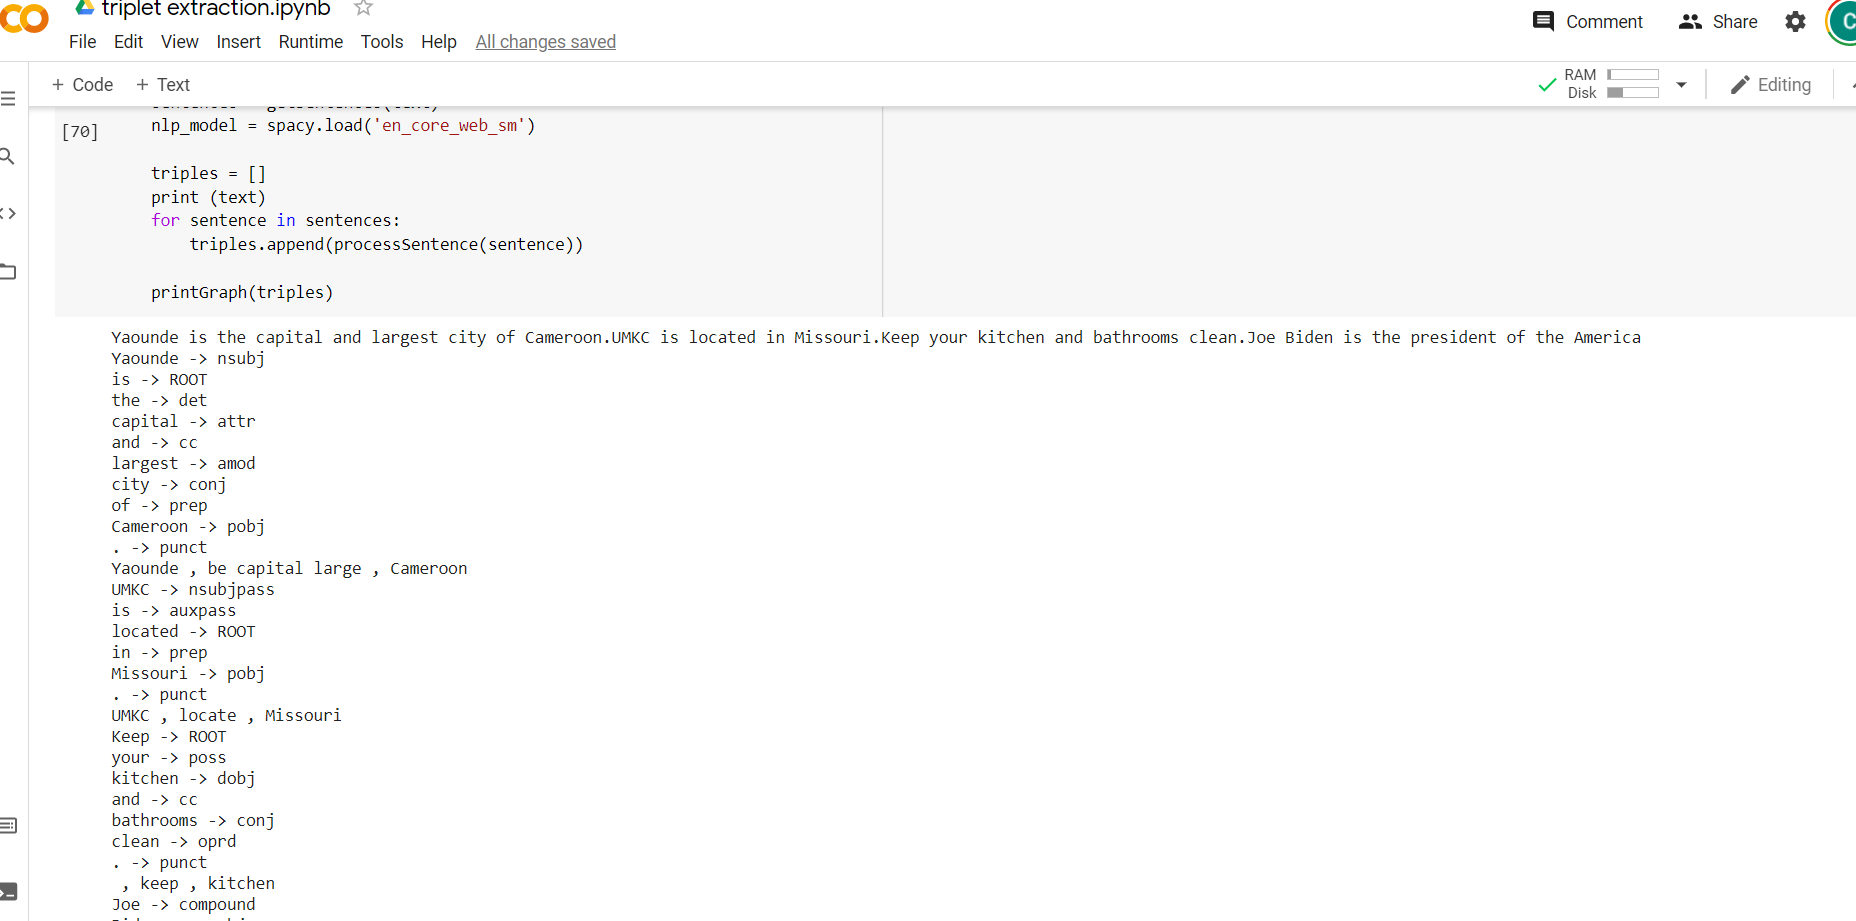 triplet extraction.ipynb
Comment Share
File Edit View Insert Runtime Tools Help All changes saved
+ Code + Text
RAM
Disk
Editing
[70]
nlp_model = spacy.load('en_core_web_sm')
triples = []
print (text)
for sentence in sentences:
triples.append(processSentence(sentence))
printGraph(triples)
Yaounde is the capital and largest city of Cameroon.UMKC is located in Missouri.Keep your kitchen and bathrooms clean.Joe Biden is the president of the America
Yaounde -> nsubj
is -> ROOT
the -> det
capital -> attr
and -> cc
largest -> amod
city -> conj
of -> prep
Cameroon -> pobj
. -> punct
Yaounde , be capital large , Cameroon
UMKC -> nsubjpass
is -> auxpass
located -> ROOT
in -> prep
Missouri -> pobj
. -> punct
UMKC , locate , Missouri
Keep -> ROOT
your -> poss
kitchen -> dobj
and -> cc
bathrooms -> conj
clean -> oprd
. -> punct
, keep , kitchen
Joe -> compound